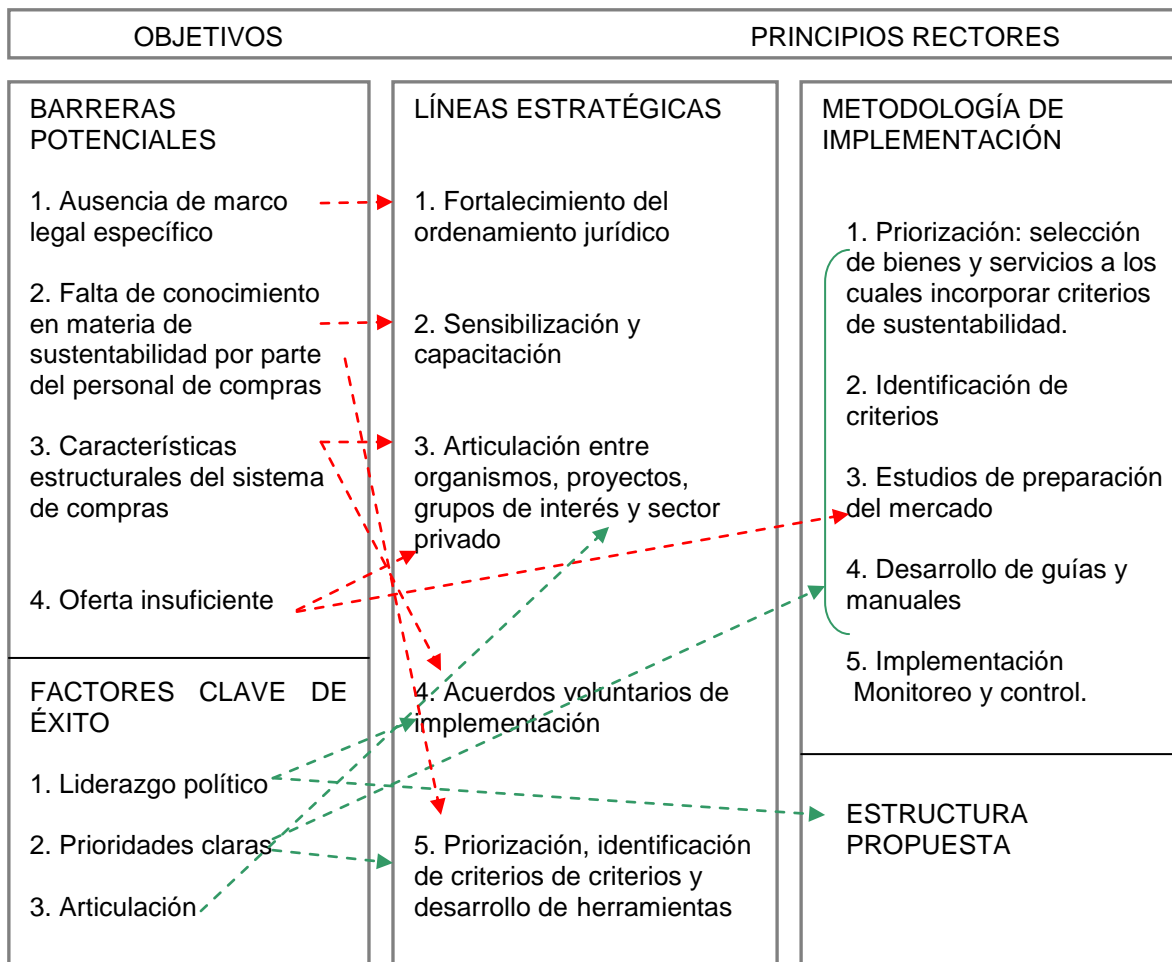 OBJETIVOS PRINCIPIOS RECTORES
BARRERAS
POTENCIALES
1. Ausencia de marco
legal específico
2. Falta de conocimiento
en materia de
sustentabilidad por parte
del personal de compras
3. Características
estructurales del sistema
de compras
4. Oferta insuficiente
FACTORES CLAVE DE
ÉXITO
1. Liderazgo político
2. Prioridades claras
3. Articulación
LÍNEAS ESTRATÉGICAS
1. Fortalecimiento del
ordenamiento jurídico
2. Sensibilización y
capacitación
3. Articulación entre
organismos, proyectos,
grupos de interés y sector
privado
4. Acuerdos voluntarios de
implementación
5. Priorización, identificación
de criterios de criterios y
desarrollo de herramientas
METODOLOGÍA DE
IMPLEMENTACIÓN
1. Priorización: selección
de bienes y servicios a los
cuales incorporar criterios
de sustentabilidad.
2. Identificación de
criterios
3. Estudios de preparación
del mercado
4. Desarrollo de guías y
manuales
5. Implementación
Monitoreo y control.
ESTRUCTURA
PROPUESTA